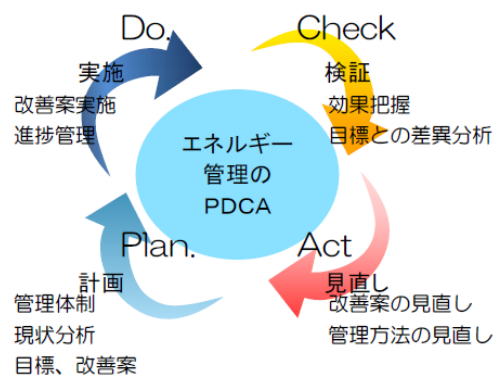 Do.
実施
改善案実施
進捗管理
Check
検証
効果把握
目標との差異分析
エネルギー
管理の
PDCA
Plan.
計画
管理体制
現状分析
目標、改善案
Act
見直し
改善案の見直し
管理方法の見直し